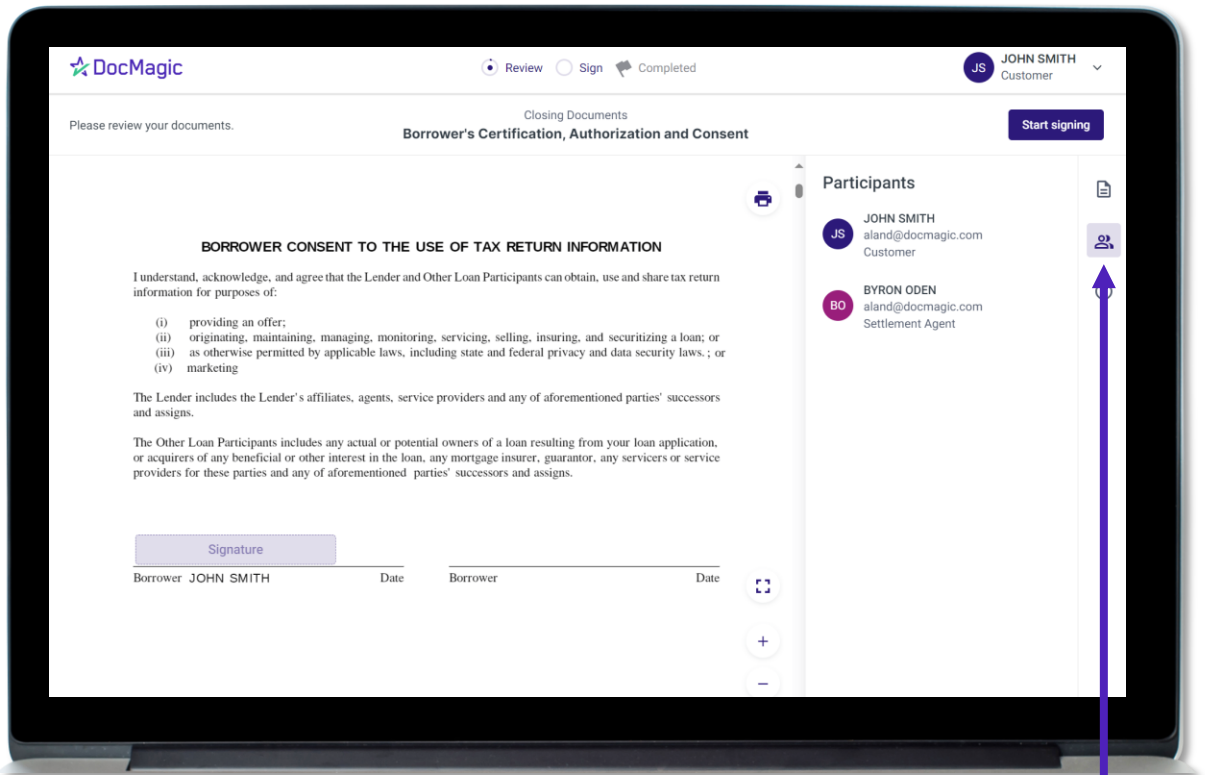 DocMagic
Review Sign Completed
JS
JOHN SMITH
Customer
Please review your documents.
Closing Documents
Borrower's Certification, Authorization and Consent
Start signing
BORROWER CONSENT TO THE USE OF TAX RETURN INFORMATION
I understand, acknowledge, and agree that the Lender and Other Loan Participants can obtain, use and share tax return
information for purposes of:
(i) providing an offer;
(ii) originating, maintaining, managing, monitoring, servicing, selling, insuring, and securitizing a loan; or
(iii) as otherwise permitted by applicable laws, including state and federal privacy and data security laws. ; or
(iv) marketing
The Lender includes the Lender's affiliates, agents, service providers and any of aforementioned parties' successors
and assigns.
The Other Loan Participants includes any actual or potential owners of a loan resulting from your loan application,
or acquirers of any beneficial or other interest in the loan, any mortgage insurer, guarantor, any servicers or service
providers for these parties and any of aforementioned parties' successors and assigns.
Signature
Borrower JOHN SMITH Date Borrower Date
Participants
JS
JOHN SMITH
aland@docmagic.com
Customer
BO
BYRON ODEN
aland@docmagic.com
Settlement Agent